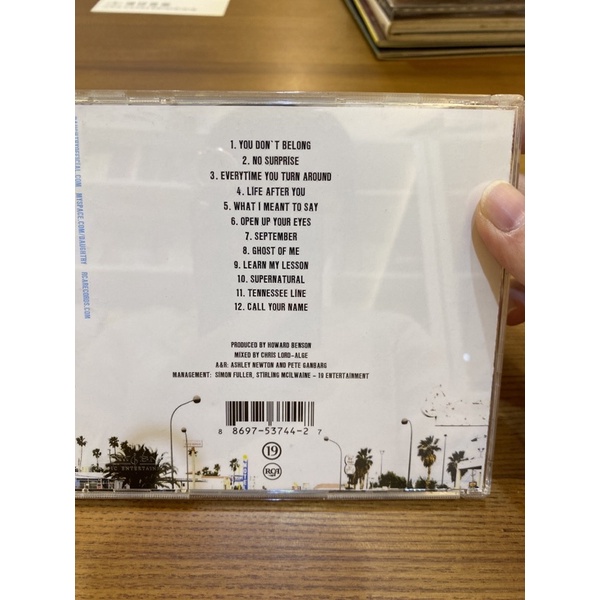 1. YOU DON`T BELONG
2. NO SURPRISE
3. EVERYTIME YOU TURN AROUND
4. LIFE AFTER YOU
5. WHAT I MEANT TO SAY
6. OPEN UP YOUR EYES
7. SEPTEMBER
8. GHOST OF ME
9. LEARN MY LESSON
10. SUPERNATURAL
11. TENNESSEE LINE
12. CALL YOUR NAME
PRODUCED BY HOWARD BENSON
MIXED BY CHRIS LORD-ALGE
A&R: ASHLEY NEWTON AND PETE GANBARG
MANAGEMENT: SIMON FULLER, STIRLING MCILWAINE – 19 ENTERTAINMENT
8 8697-53744-2 7
19
RCA
MYSPACE.COM/DAUGHTRY RCARECORDS.COM